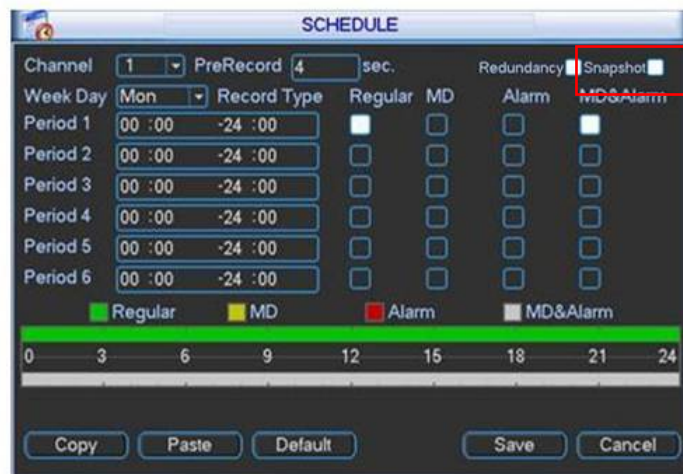 SCHEDULE
Channel 1 PreRecord 4 sec. Redundancy Snapshot
Week Day Mon Record Type Regular MD Alarm MD&Alarm
Period 1 00 :00 -24 :00
Period 2 00 :00 -24 :00
Period 3 00 :00 -24 :00
Period 4 00 :00 -24 :00
Period 5 00 :00 -24 :00
Period 6 00 :00 -24 :00
Regular MD Alarm MD&Alarm
0 3 6 9 12 15 18 21 24
Copy Paste Default Save Cancel